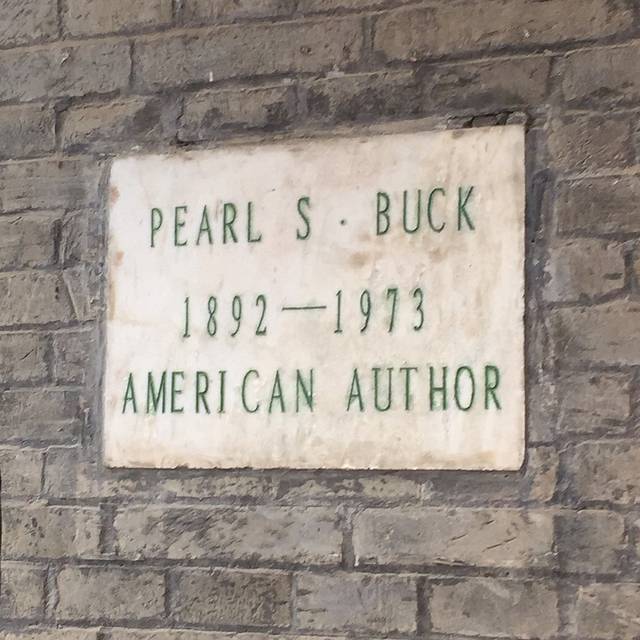 PEARL S · BUCK
1892—1973
AMERICAN AUTHOR